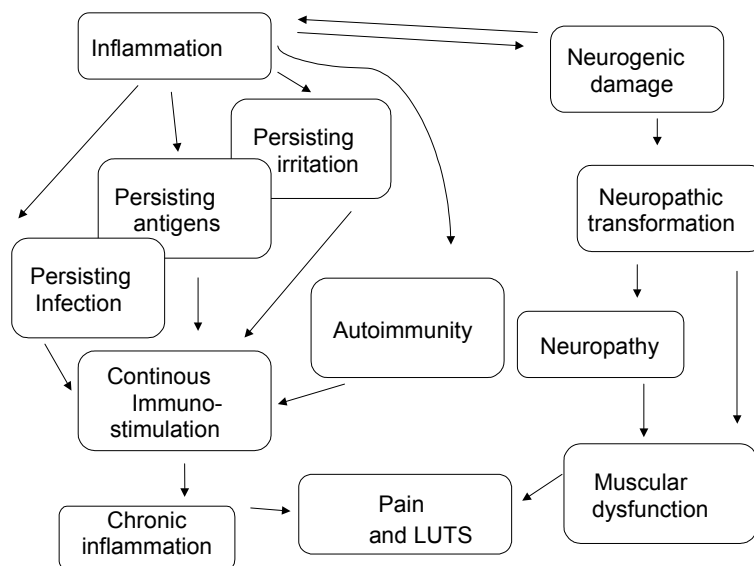 Inflammation
Neurogenic
damage
Persisting
irritation
Persisting
antigens
Neuropathic
transformation
Persisting
Infection
Autoimmunity
Neuropathy
Continous
Immuno-
stimulation
Muscular
dysfunction
Pain
and LUTS
Chronic
inflammation